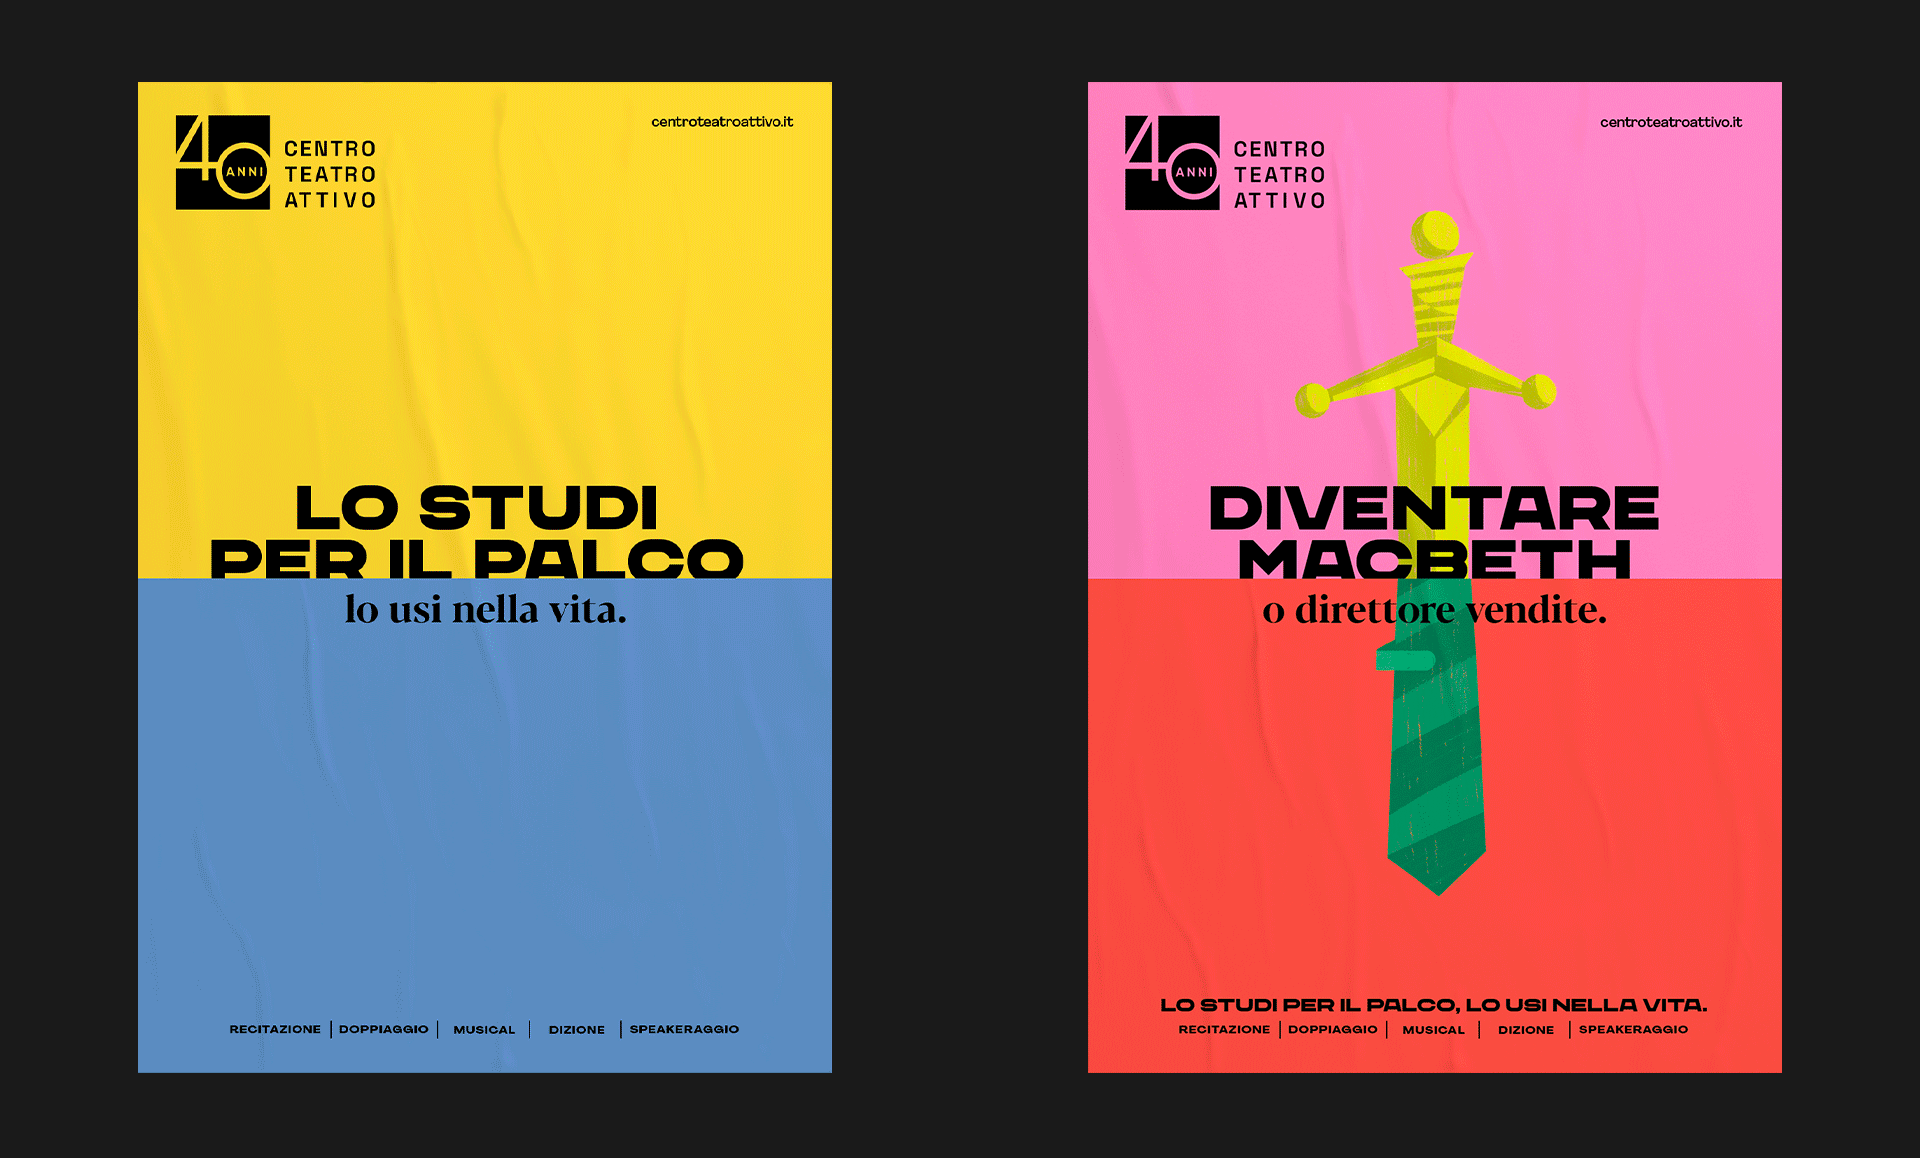 40 ANNI
CENTRO
TEATRO
ATTIVO
centroteatroattivo.it
LO STUDI
PER IL PALCO
lo usi nella vita.
RECITAZIONE | DOPPIAGGIO | MUSICAL | DIZIONE | SPEAKERAGGIO
40 ANNI
CENTRO
TEATRO
ATTIVO
centroteatroattivo.it
DIVENTARE
MACBETH
o direttore vendite.
LO STUDI PER IL PALCO, LO USI NELLA VITA.
RECITAZIONE | DOPPIAGGIO | MUSICAL | DIZIONE | SPEAKERAGGIO